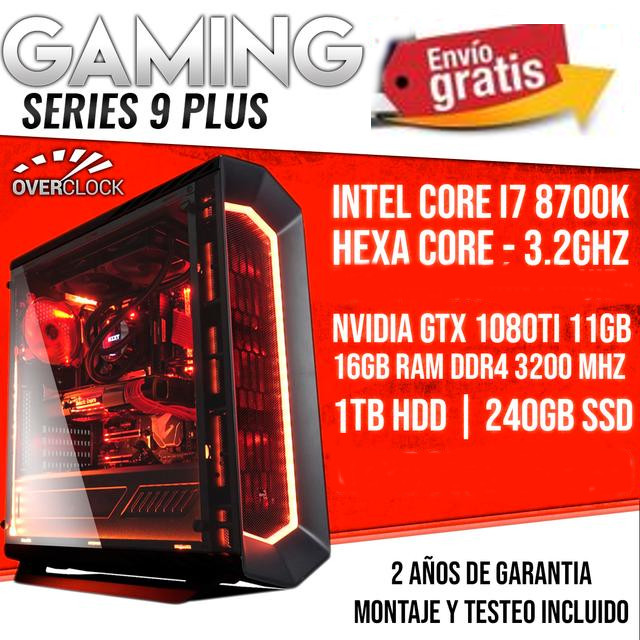 GAMING
SERIES 9 PLUS
Envío
gratis
OVERCLOCK
INTEL CORE I7 8700K
HEXA CORE - 3.2GHZ
NVIDIA GTX 1080TI 11GB
16GB RAM DDR4 3200 MHZ
1TB HDD | 240GB SSD
NZXT
2 AÑOS DE GARANTIA
MONTAJE Y TESTEO INCLUIDO